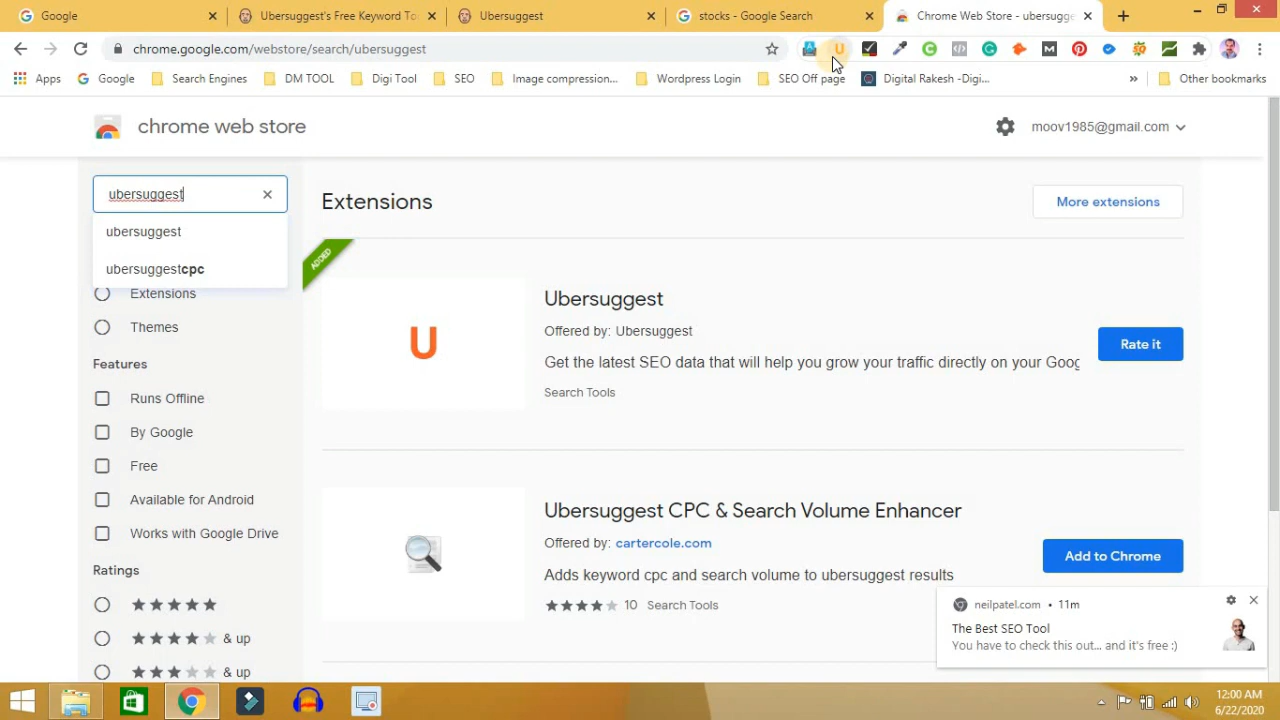 Google
Ubersuggest's Free Keyword To
Ubersuggest
stocks - Google Search
Chrome Web Store - ubersugge
chrome.google.com/webstore/search/ubersuggest
Apps
Google
Search Engines
DM TOOL
Digi Tool
SEO
Image compression...
Wordpress Login
SEO Off page
Digital Rakesh -Digi...
»
Other bookmarks
chrome web store
moov1985@gmail.com
ubersuggest
ubersuggest
ubersuggestcpc
Extensions
Themes
Features
Runs Offline
By Google
Free
Available for Android
Works with Google Drive
Ratings
& up
& up
Extensions
More extensions
ADDED
U
Ubersuggest
Offered by: Ubersuggest
Get the latest SEO data that will help you grow your traffic directly on your Goog
Search Tools
Rate it
Ubersuggest CPC & Search Volume Enhancer
Offered by: cartercole.com
Adds keyword cpc and search volume to ubersuggest results
10 Search Tools
Add to Chrome
neilpatel.com • 11m
The Best SEO Tool
You have to check this out... and it's free :)
12:00 AM
6/22/2020